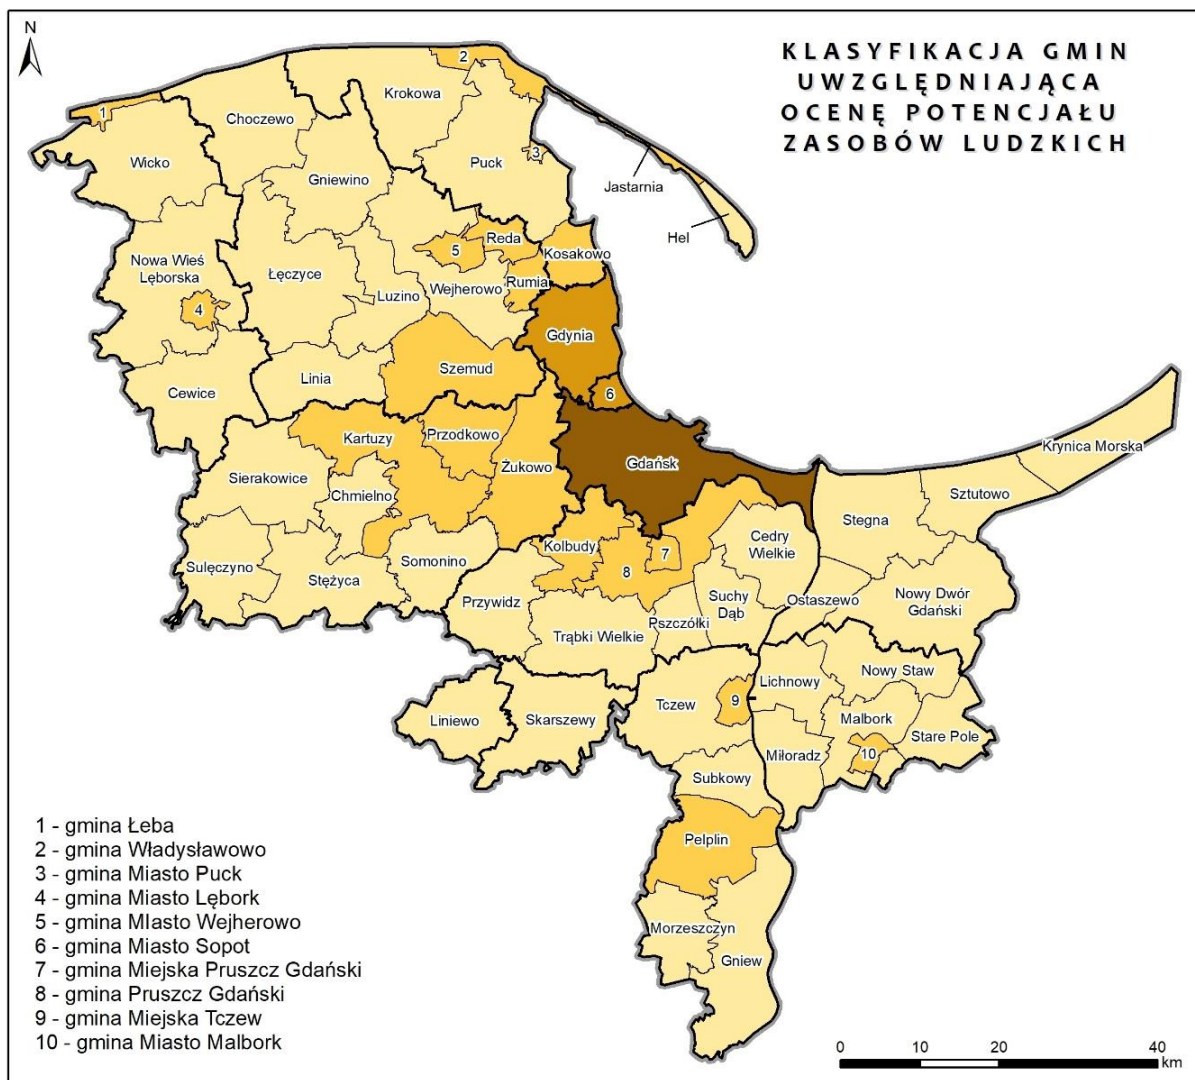 N
KLASYFIKACJA GMIN
UWZGLĘDNIAJĄCA
OCENĘ POTENCJAŁU
ZASOBÓW LUDZKICH
2
Krokowa
1
Choczewo
Wicko
Puck
3
Gniewino
Jastarnia
Hel
Reda
5
Kosakowo
Nowa Wieś
Lęborska
Łęczyce
Wejherowo
Rumia
Luzino
4
Gdynia
Szemud
Linia
Cewice
6
Kartuzy
Przodkowo
Krynica Morska
Gdańsk
Żukowo
Sierakowice
Chmielno
Sztutowo
Stegna
Cedry
Wielkie
Kolbudy
7
Somonino
Sulęczyno
8
Stężyca
Suchy
Dąb
Nowy Dwór
Gdański
Przywidz
Ostaszewo
Pszczółki
Trąbki Wielkie
Nowy Staw
Lichnowy
Tczew
9
Liniewo
Skarszewy
Malbork
Stare Pole
Miłoradz
10
Subkowy
Pelplin
Morzeszczyn
Gniew
1 - gmina Łeba
2 - gmina Władysławowo
3 - gmina Miasto Puck
4 - gmina Miasto Lębork
5 - gmina MIasto Wejherowo
6 - gmina Miasto Sopot
7 - gmina Miejska Pruszcz Gdański
8 - gmina Pruszcz Gdański
9 - gmina Miejska Tczew
10 - gmina Miasto Malbork
0 10 20 40
km